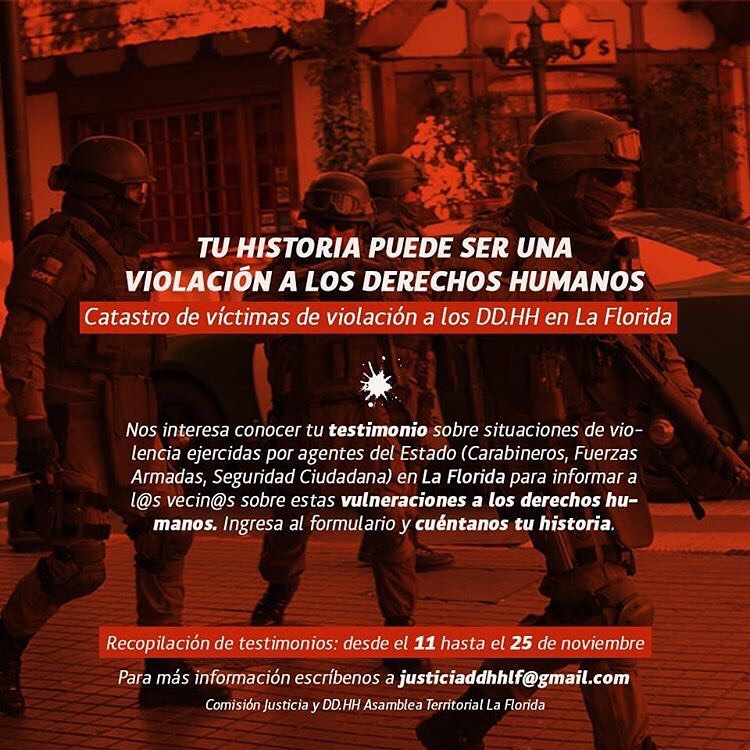 TU HISTORIA PUEDE SER UNA
VIOLACIÓN A LOS DERECHOS HUMANOS
Catastro de víctimas de violación a los DD.HH en La Florida
Nos interesa conocer tu testimonio sobre situaciones de vio-
lencia ejercidas por agentes del Estado (Carabineros, Fuerzas
Armadas, Seguridad Ciudadana) en La Florida para informar a
l@s vecin@s sobre estas vulneraciones a los derechos hu-
manos. Ingresa al formulario y cuéntanos tu historia.
Recopilación de testimonios: desde el 11 hasta el 25 de noviembre
Para más información escríbenos a justiciaddhhlf@gmail.com
Comisión Justicia y DD.HH Asamblea Territorial La Florida